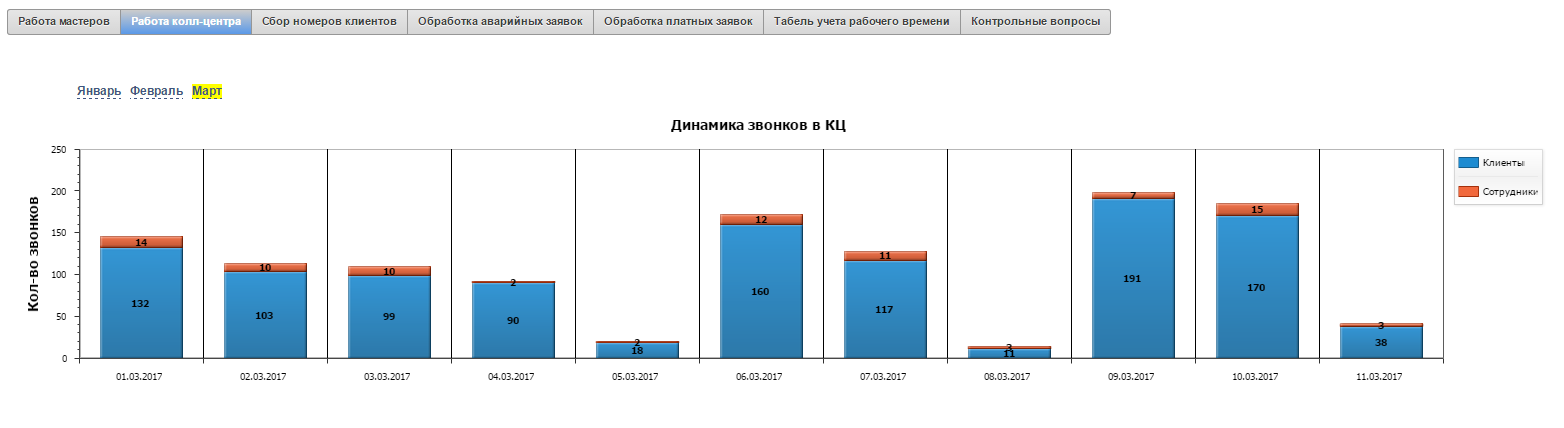 Работа мастеров Работа колл-центра Сбор номеров клиентов Обработка аварийных заявок Обработка платных заявок Табель учета рабочего времени Контрольные вопросы
Январь Февраль Март
Динамика звонков в КЦ
Кол-во звонков
250
200
150
100
50
0
14 10 10 2 2 12 11 3 7 15 3
132 103 99 90 18 160 117 11 191 170 38
01.03.2017 02.03.2017 03.03.2017 04.03.2017 05.03.2017 06.03.2017 07.03.2017 08.03.2017 09.03.2017 10.03.2017 11.03.2017
Клиенты
Сотрудники